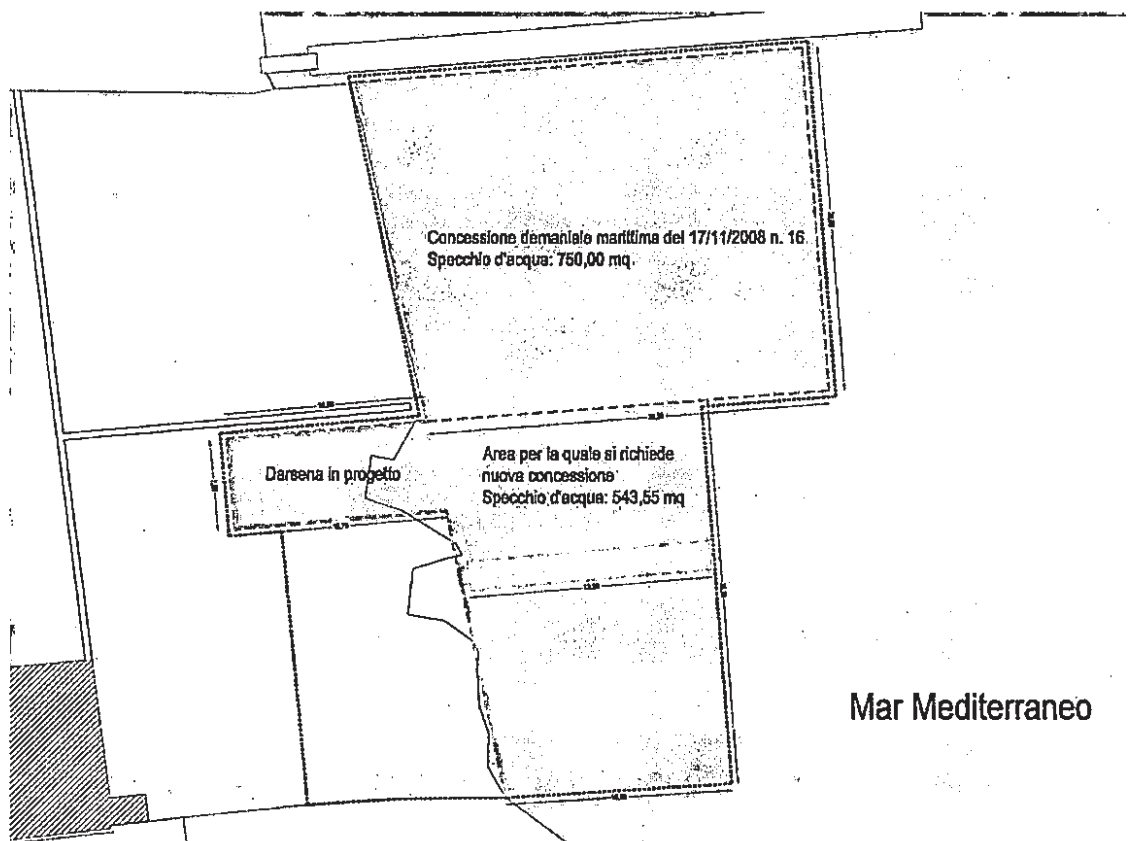 Concessione demaniale marittima del 17/11/2008 n. 16
Specchio d'acqua: 750,00 mq.
Area per la quale si richiede
nuova concessione
Specchio d'acqua: 543,55 mq
Darsena in progetto
Mar Mediterraneo